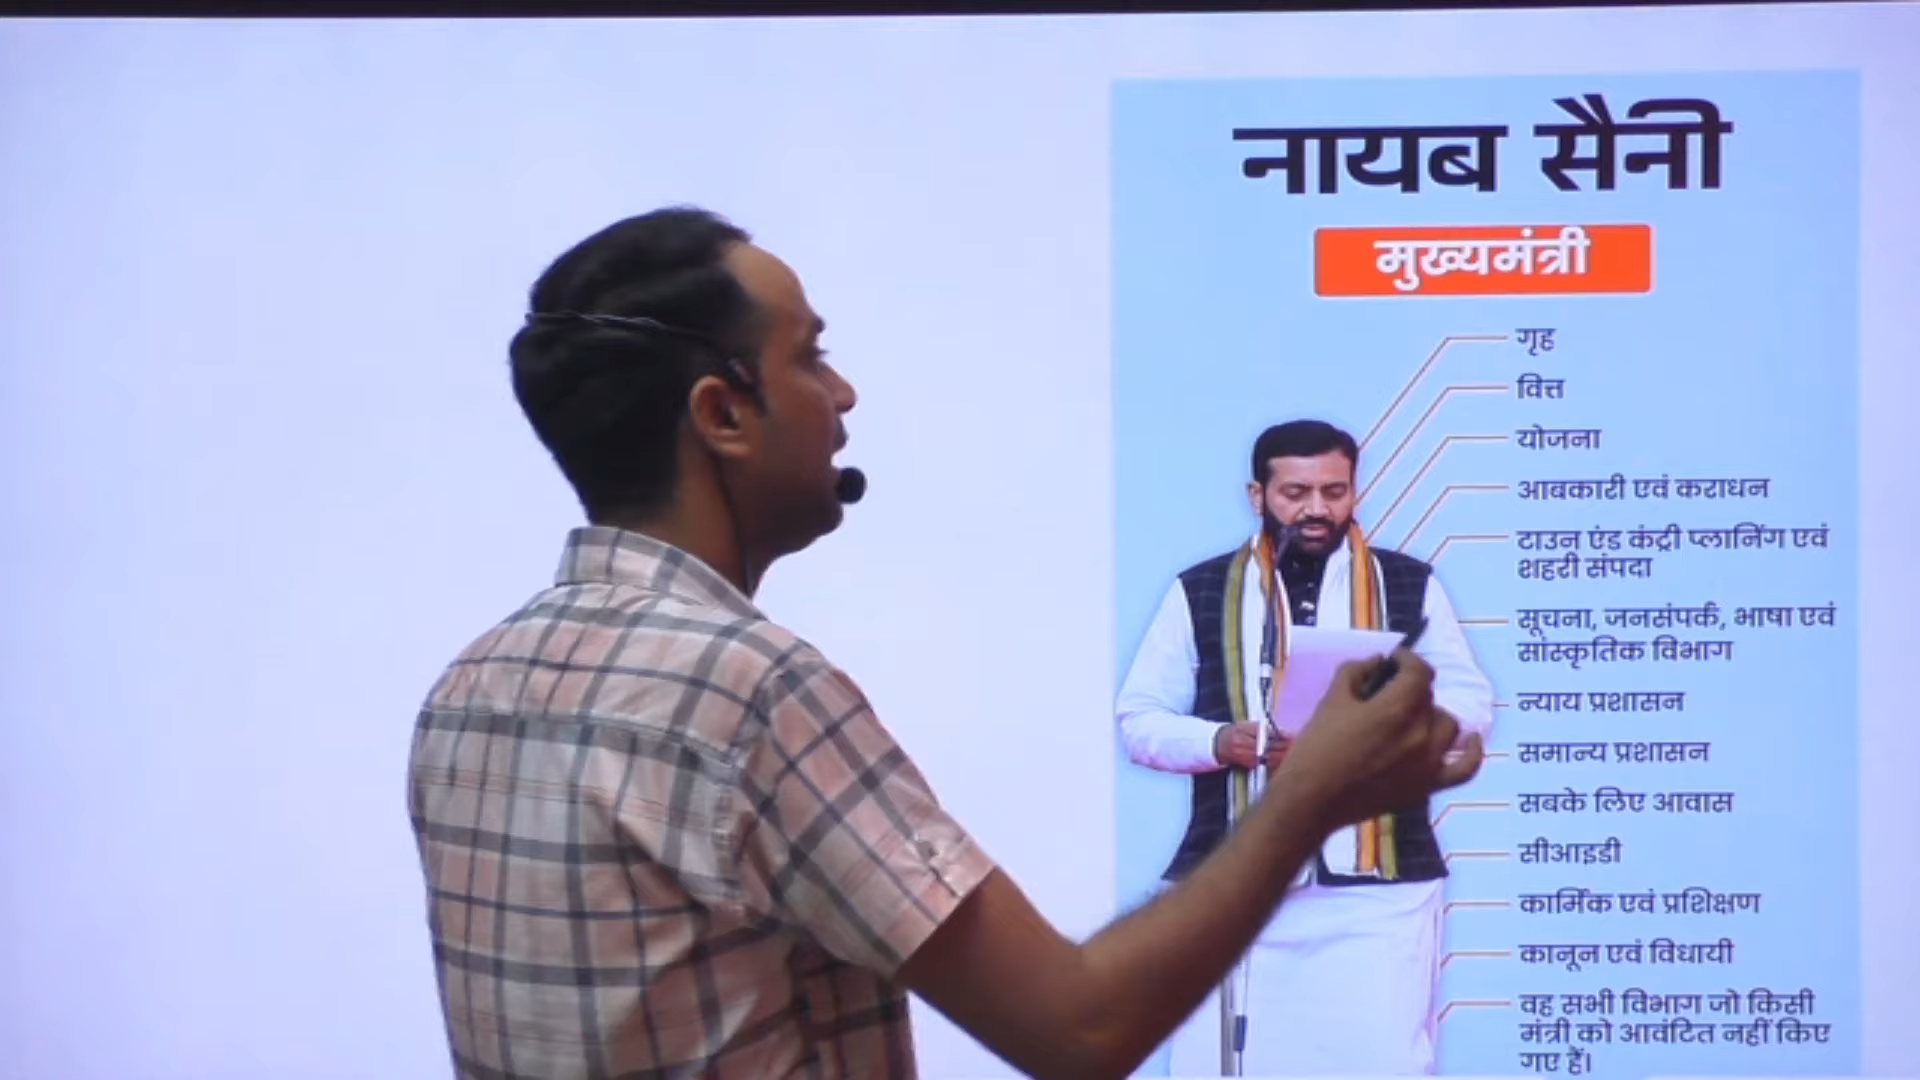 नायब सैनी
मुख्यमंत्री
गृह
वित्त
योजना
आबकारी एवं कराधन
टाउन एंड कंट्री प्लानिंग एवं
शहरी संपदा
सूचना, जनसंपर्क, भाषा एवं
सांस्कृतिक विभाग
न्याय प्रशासन
समान्य प्रशासन
सबके लिए आवास
सीआइडी
कार्मिक एवं प्रशिक्षण
कानून एवं विधायी
वह सभी विभाग जो किसी
मंत्री को आवंटित नहीं किए
गए हैं।